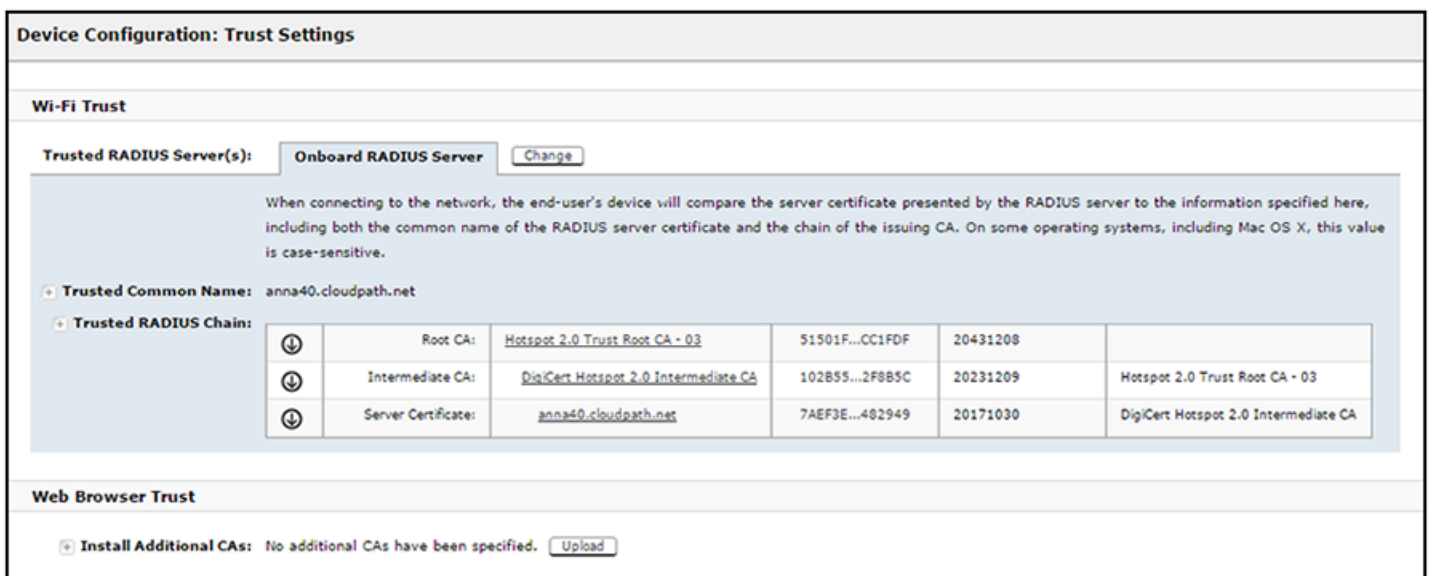 Device Configuration: Trust Settings
Wi-Fi Trust
Trusted RADIUS Server(s): Onboard RADIUS Server Change
When connecting to the network, the end-user's device will compare the server certificate presented by the RADIUS server to the information specified here,
including both the common name of the RADIUS server certificate and the chain of the issuing CA. On some operating systems, including Mac OS X, this value
is case-sensitive.
Trusted Common Name: anna40.cloudpath.net
Trusted RADIUS Chain:
Root CA: Hotspot 2.0 Trust Root CA - 03 51501F...CC1FDF 20431208
Intermediate CA: DigiCert Hotspot 2.0 Intermediate CA 102B55...2F8B5C 20231209 Hotspot 2.0 Trust Root CA - 03
Server Certificate: anna40.cloudpath.net 7AEF3E...482949 20171030 DigiCert Hotspot 2.0 Intermediate CA
Web Browser Trust
Install Additional CAs: No additional CAs have been specified. Upload